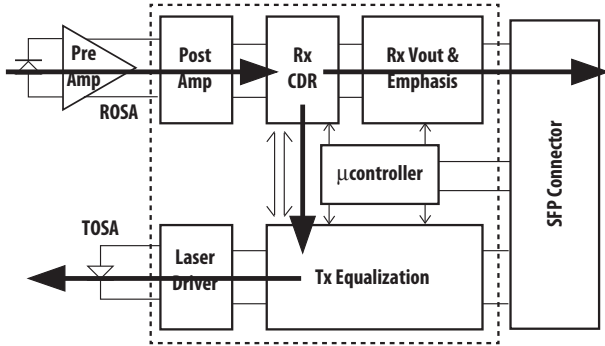 Pre
Amp
ROSA
Post
Amp
Rx
CDR
Rx Vout &
Emphasis
SFP Connector
μcontroller
TOSA
Laser
Driver
Tx Equalization